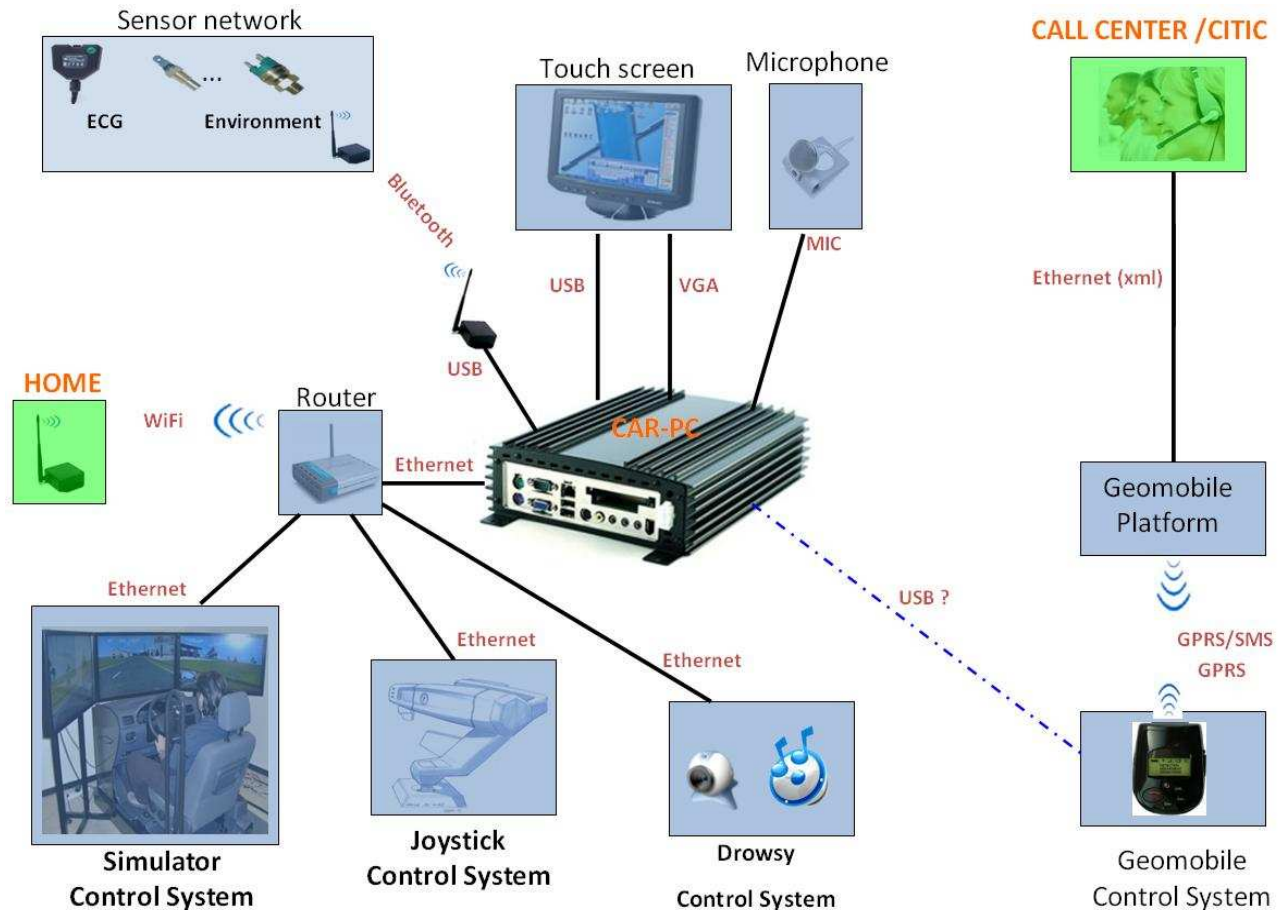 Sensor network
ECG
...
Environment
Bluetooth
Touch screen
Microphone
CALL CENTER /CITIC
USB
VGA
MIC
Ethernet (xml)
USB
HOME
WiFi
Router
Ethernet
CAR-PC
Geomobile
Platform
Ethernet
Ethernet
Ethernet
USB ?
GPRS/SMS
GPRS
Simulator
Control System
Joystick
Control System
Drowsy
Control System
Geomobile
Control System